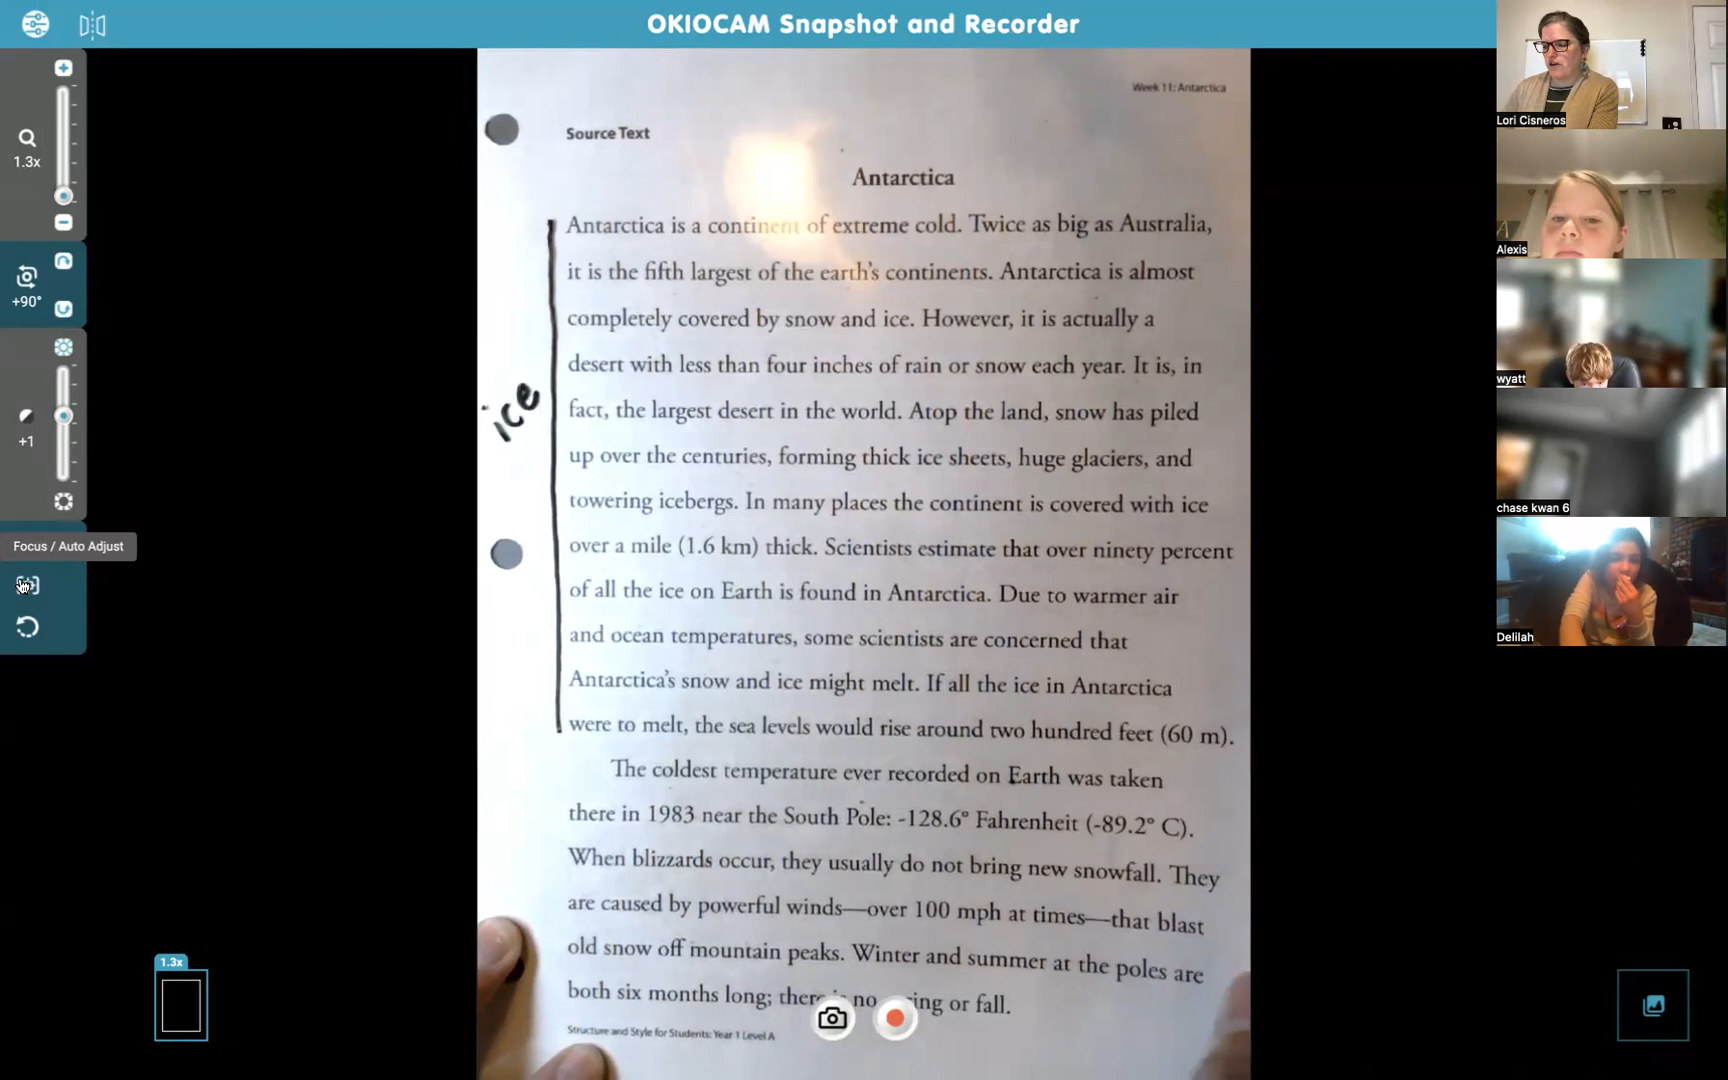 OKIOCAM Snapshot and Recorder
1.3x
+90°
+1
Focus / Auto Adjust
1.3x
Week 11: Antarctica
Source Text
Antarctica
Antarctica is a continent of extreme cold. Twice as big as Australia,
it is the fifth largest of the earth's continents. Antarctica is almost
completely covered by snow and ice. However, it is actually a
desert with less than four inches of rain or snow each year. It is, in
fact, the largest desert in the world. Atop the land, snow has piled
up over the centuries, forming thick ice sheets, huge glaciers, and
towering icebergs. In many places the continent is covered with ice
over a mile (1.6 km) thick. Scientists estimate that over ninety percent
of all the ice on Earth is found in Antarctica. Due to warmer air
and ocean temperatures, some scientists are concerned that
Antarctica's snow and ice might melt. If all the ice in Antarctica
were to melt, the sea levels would rise around two hundred feet (60 m).
ice
The coldest temperature ever recorded on Earth was taken
there in 1983 near the South Pole: -128.6° Fahrenheit (-89.2° C).
When blizzards occur, they usually do not bring new snowfall. They
are caused by powerful winds—over 100 mph at times—that blast
old snow off mountain peaks. Winter and summer at the poles are
both six months long; there is no or fall.
Structure and Style for Students: Year 1 Level A
Lori Cisneros
Alexis
wyatt
chase kwan 6
Delilah